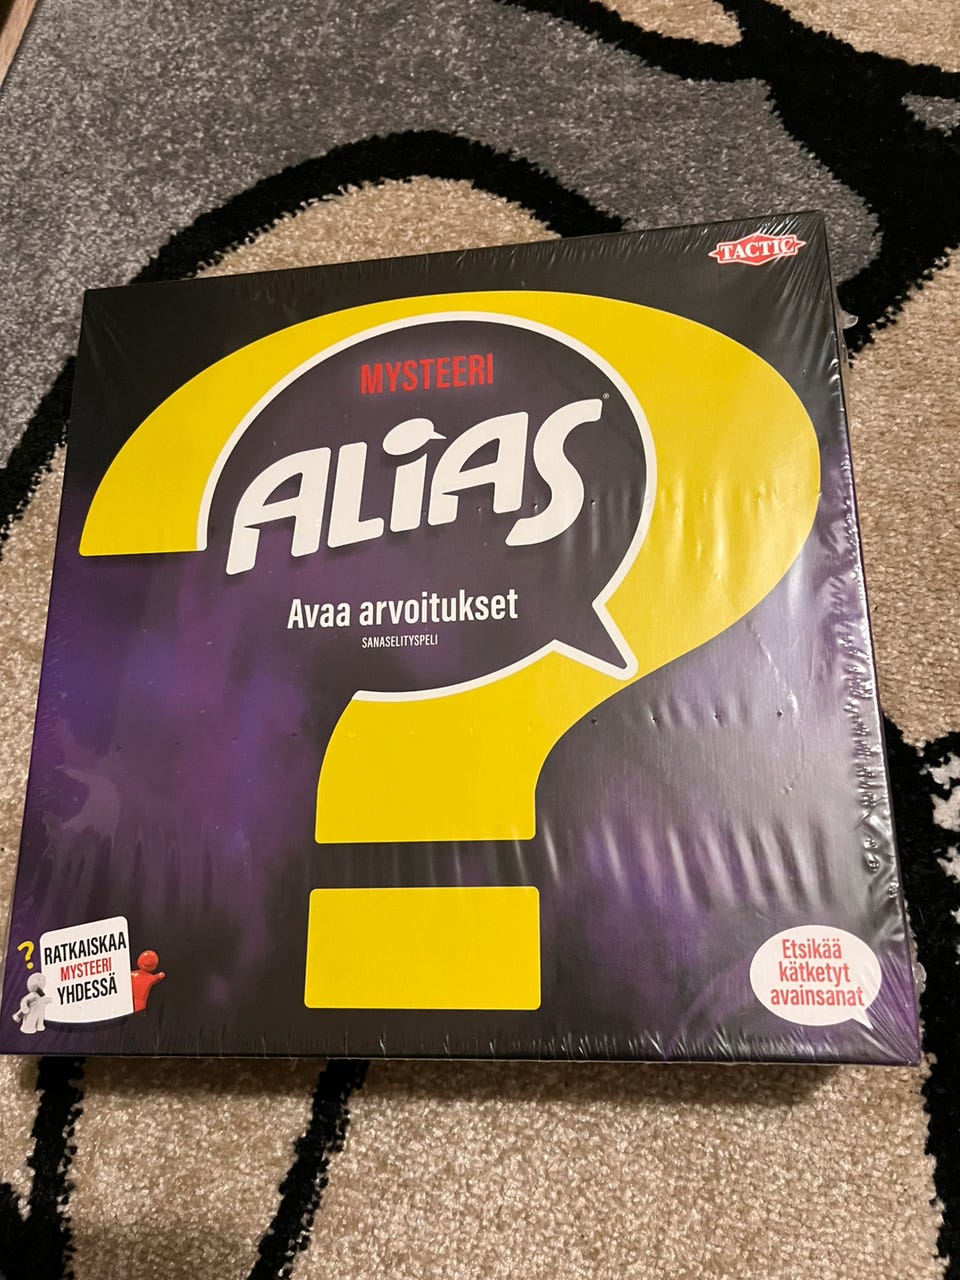 TACTIC
MYSTEERI
ALIAS®
Avaa arvoitukset
SANASELITYSPELI
?
RATKAISKAA
MYSTEERI
YHDESSÄ
Etsikää
kätketyt
avainsanat